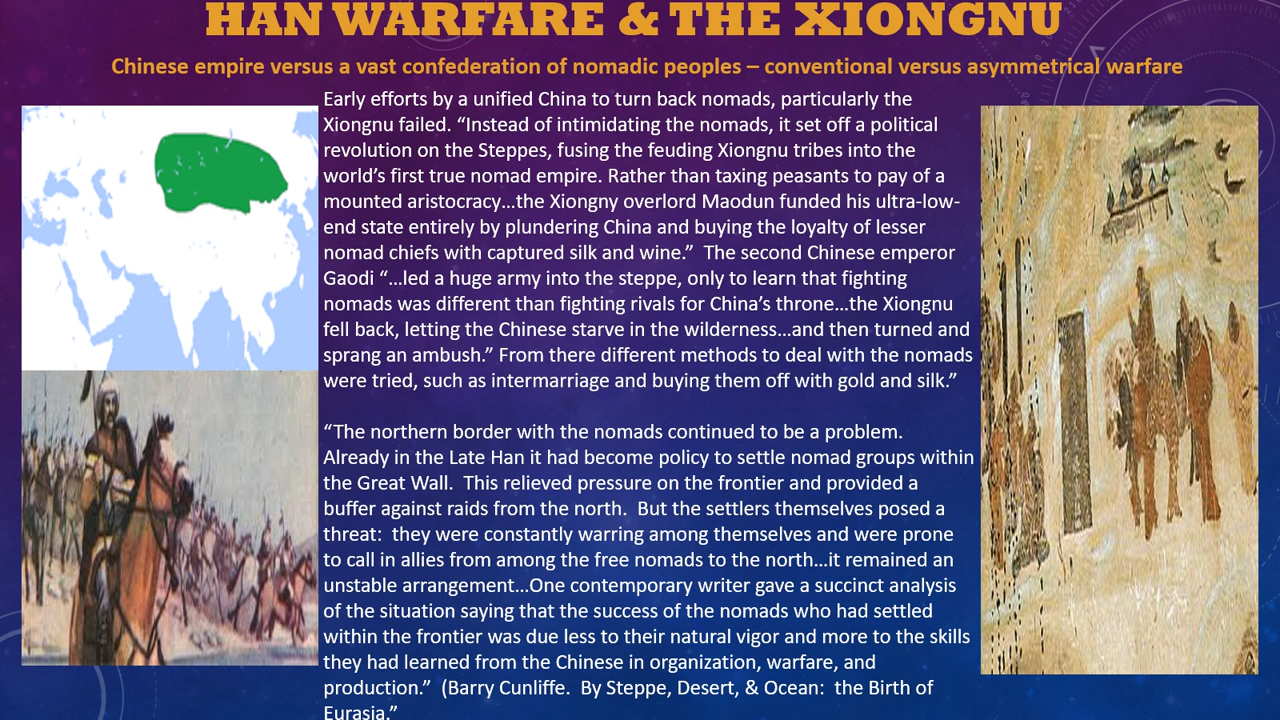 HAN WARFARE & THE XIONGNU
Chinese empire versus a vast confederation of nomadic peoples – conventional versus asymmetrical warfare
Early efforts by a unified China to turn back nomads, particularly the
Xiongnu failed. “Instead of intimidating the nomads, it set off a political
revolution on the Steppes, fusing the feuding Xiongnu tribes into the
world’s first true nomad empire. Rather than taxing peasants to pay of a
mounted aristocracy…the Xiongny overlord Maodun funded his ultra-low-
end state entirely by plundering China and buying the loyalty of lesser
nomad chiefs with captured silk and wine.”  The second Chinese emperor
Gaodi “…led a huge army into the steppe, only to learn that fighting
nomads was different than fighting rivals for China’s throne…the Xiongnu
fell back, letting the Chinese starve in the wilderness…and then turned and
sprang an ambush.” From there different methods to deal with the nomads
were tried, such as intermarriage and buying them off with gold and silk.”
“The northern border with the nomads continued to be a problem.
Already in the Late Han it had become policy to settle nomad groups within
the Great Wall.  This relieved pressure on the frontier and provided a
buffer against raids from the north.  But the settlers themselves posed a
threat:  they were constantly warring among themselves and were prone
to call in allies from among the free nomads to the north…it remained an
unstable arrangement…One contemporary writer gave a succinct analysis
of the situation saying that the success of the nomads who had settled
within the frontier was due less to their natural vigor and more to the skills
they had learned from the Chinese in organization, warfare, and
production.”  (Barry Cunliffe.  By Steppe, Desert, & Ocean:  the Birth of
Eurasia.”